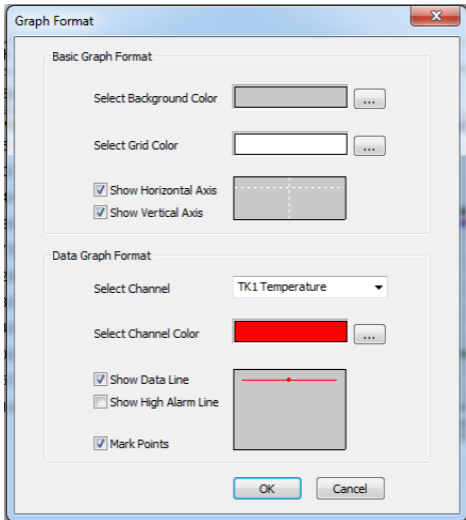 Graph Format
Basic Graph Format
Select Background Color
...
Select Grid Color
...
Show Horizontal Axis
Show Vertical Axis
Data Graph Format
Select Channel
TK1 Temperature
Select Channel Color
...
Show Data Line
Show High Alarm Line
Mark Points
OK
Cancel